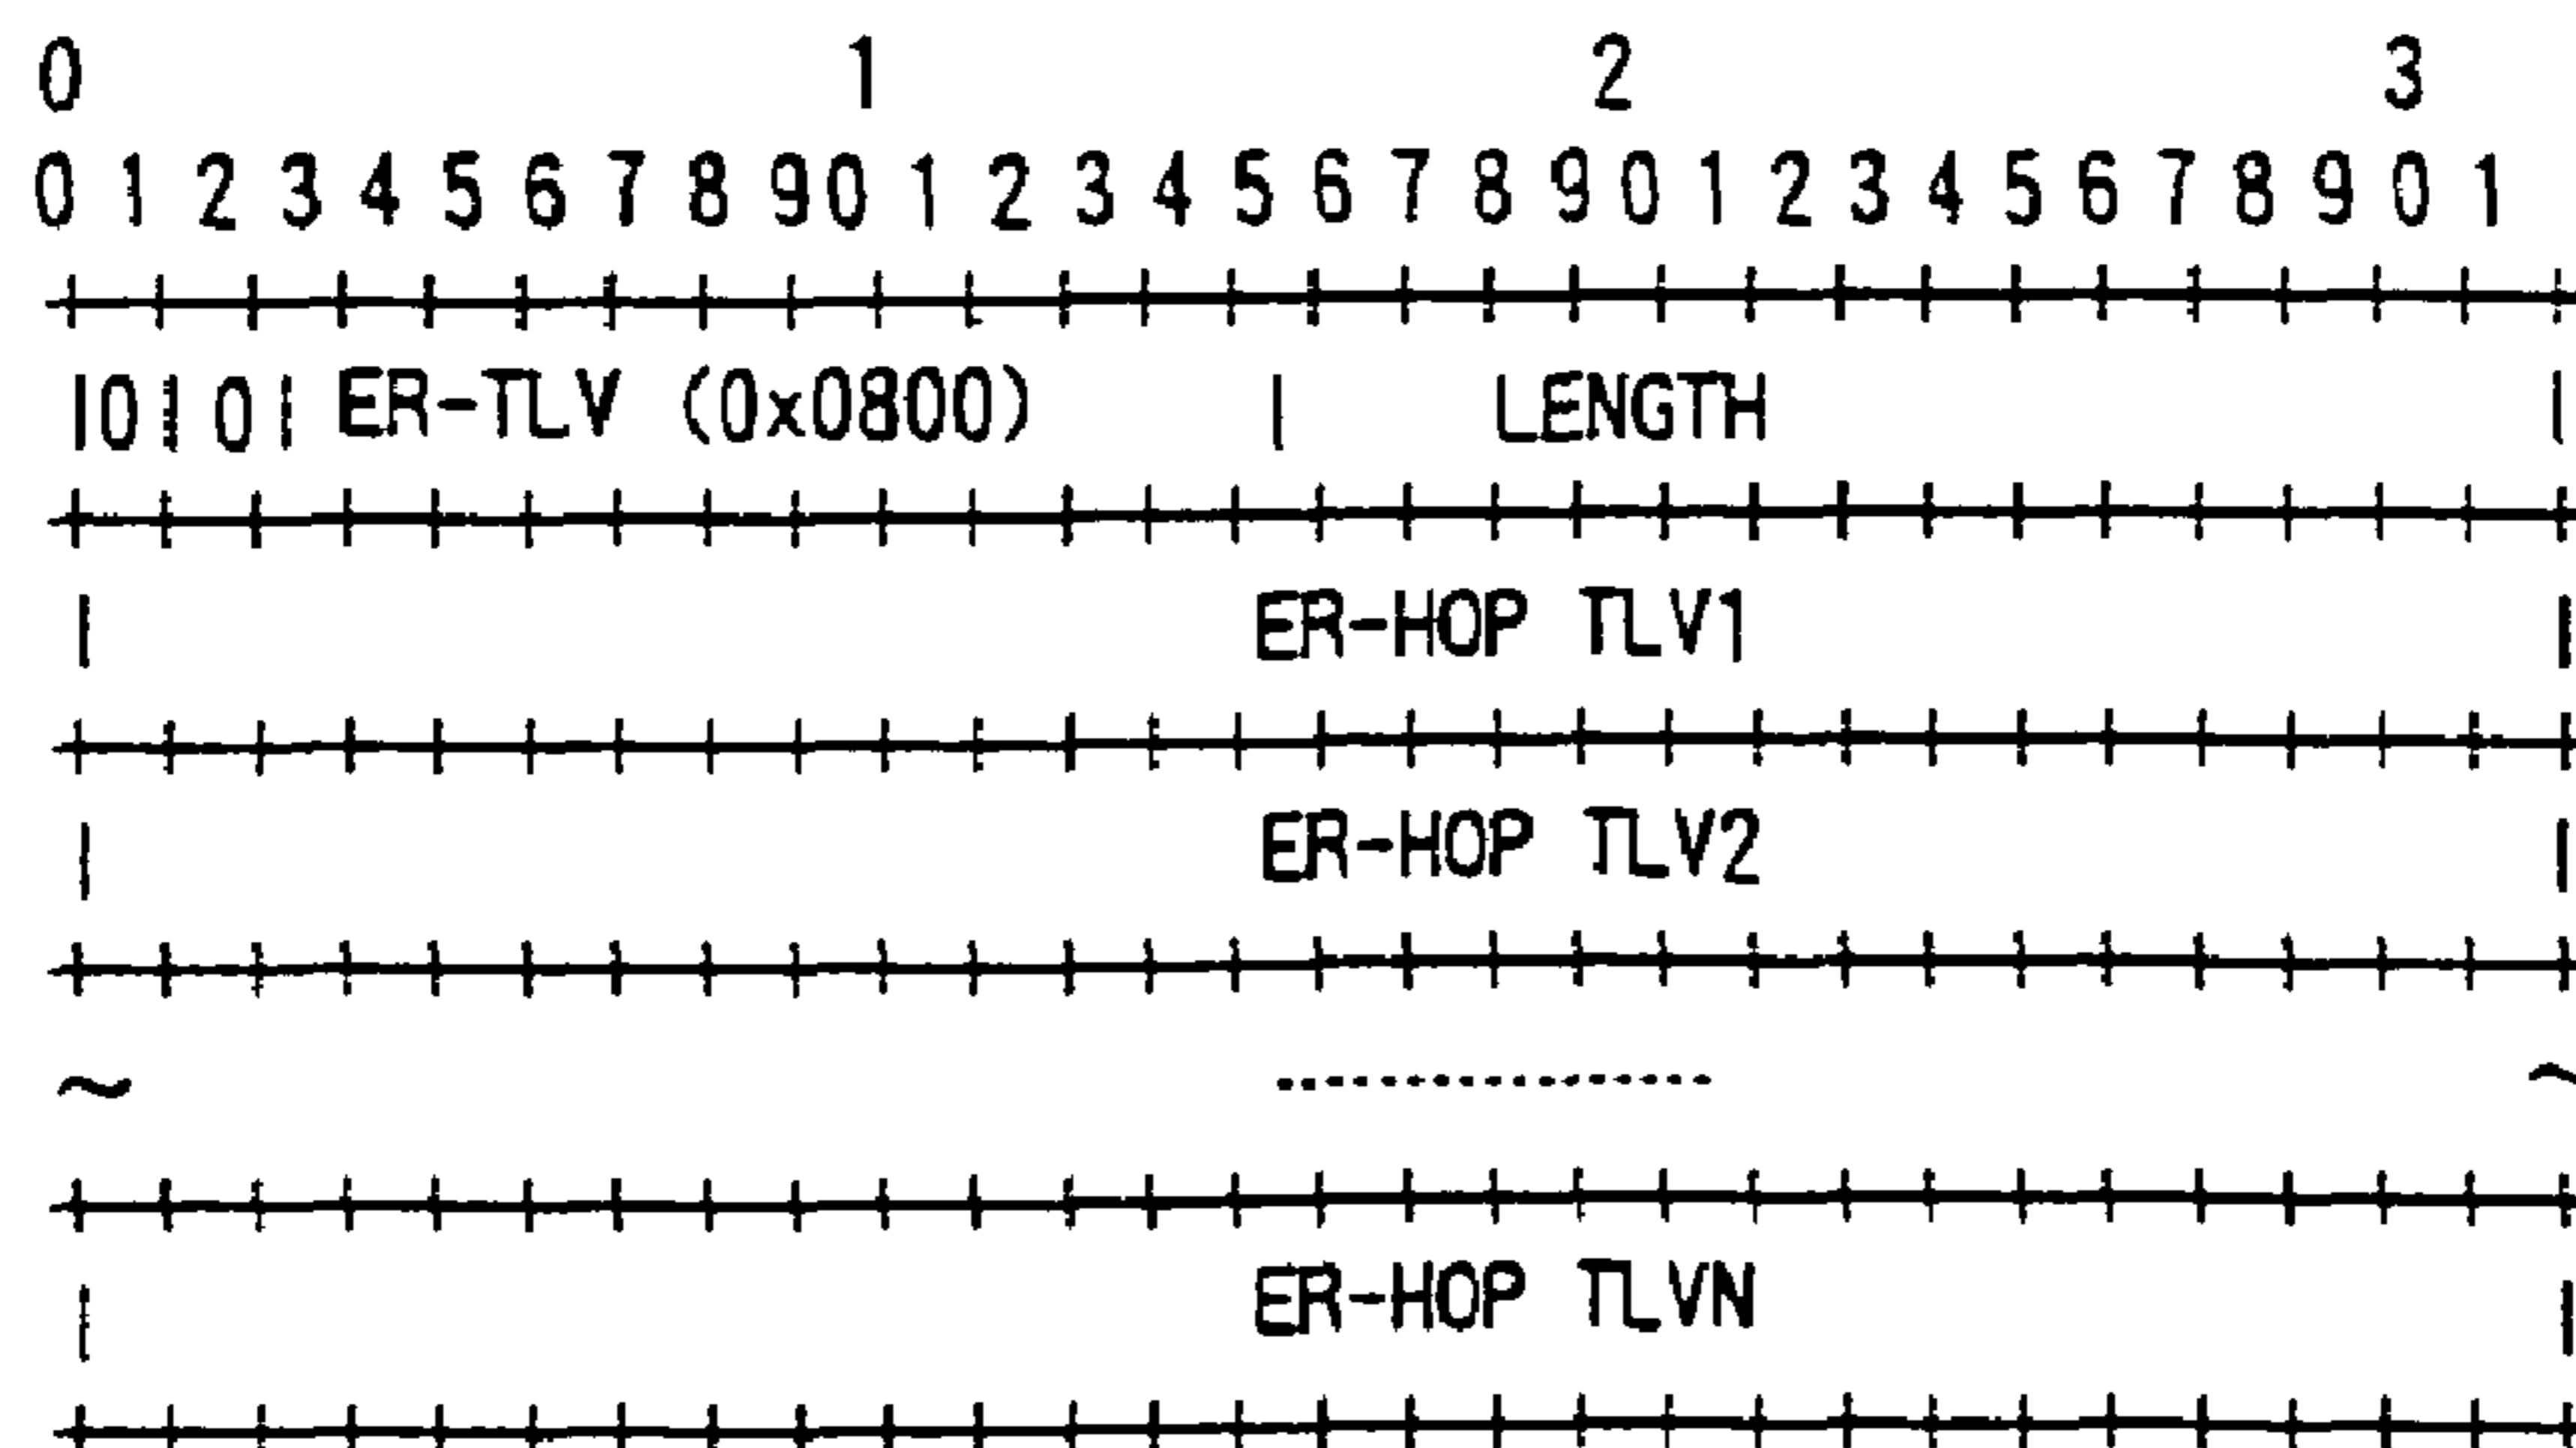 0 1 2 3
0 1 2 3 4 5 6 7 8 9 0 1 2 3 4 5 6 7 8 9 0 1 2 3 4 5 6 7 8 9 0 1
|0| 0| ER-TLV (0x0800) | LENGTH |
| ER-HOP TLV1 |
| ER-HOP TLV2 |
~ ................. ~
| ER-HOP TLVN |